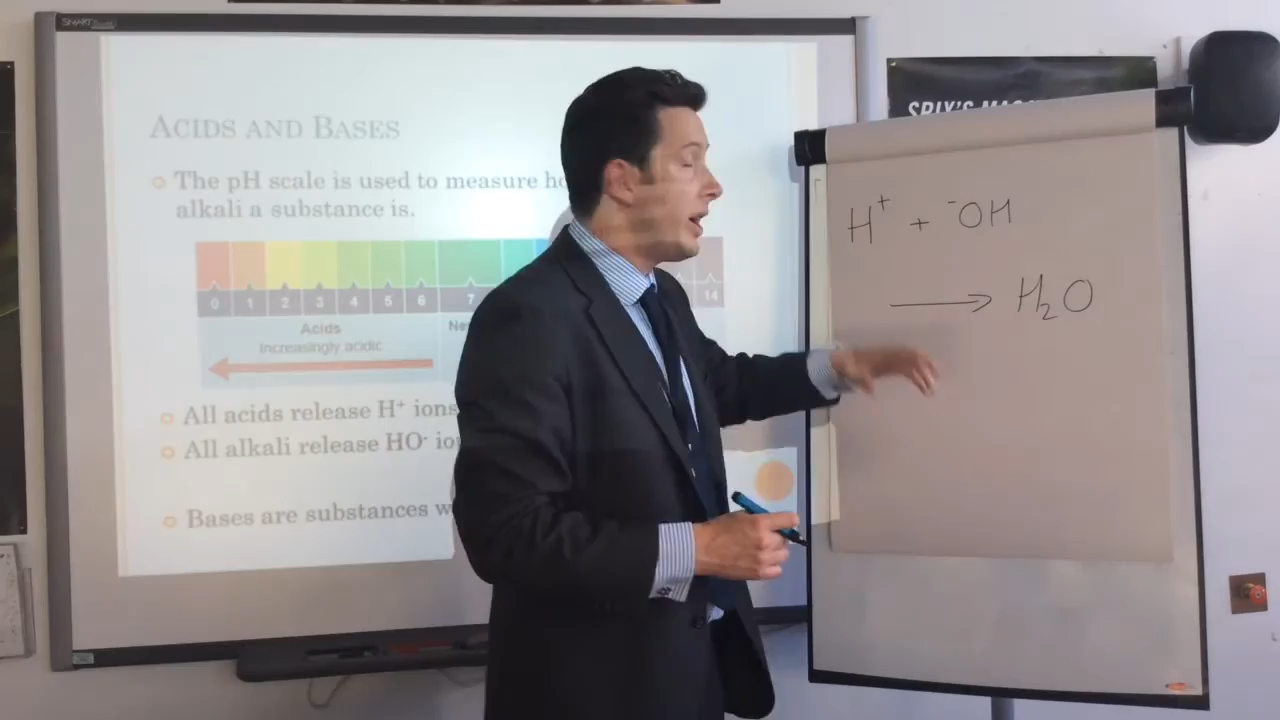 SMART
ACIDS AND BASES
The pH scale is used to measure
alkali a substance is.
0 1 2 3 4 5 6 7 14
Acids
Increasingly acidic
All acids release H⁺ ions
All alkali release HO⁻
Bases are substances
SPIX'S
H⁺ + ⁻OH
→ H₂O